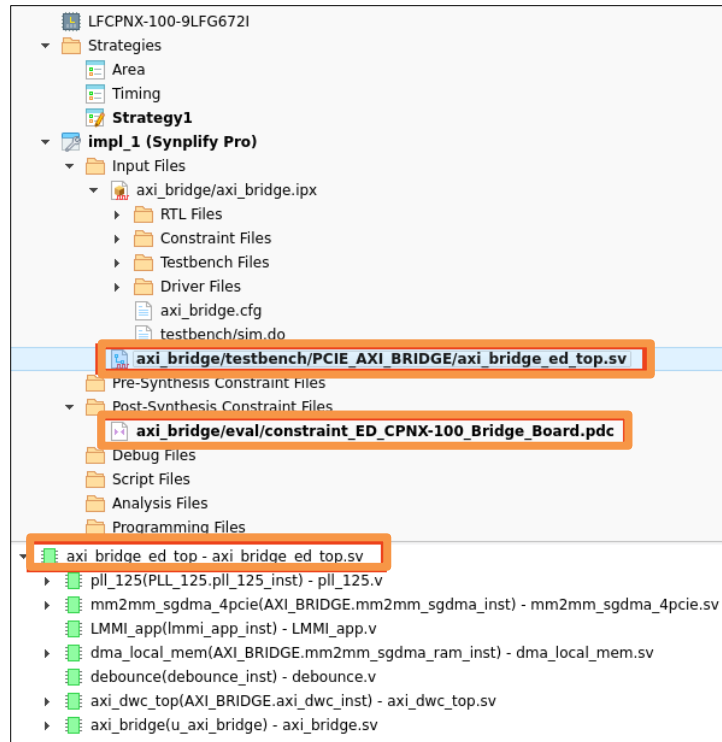 LFCPNX-100-9LFG672I
Strategies
Area
Timing
Strategy1
impl_1 (Synplify Pro)
Input Files
axi_bridge/axi_bridge.ipx
RTL Files
Constraint Files
Testbench Files
Driver Files
axi_bridge.cfg
testbench/sim.do
axi_bridge/testbench/PCIE_AXI_BRIDGE/axi_bridge_ed_top.sv
Pre-Synthesis Constraint Files
Post-Synthesis Constraint Files
axi_bridge/eval/constraint_ED_CPNX-100_Bridge_Board.pdc
Debug Files
Script Files
Analysis Files
Programming Files
axi_bridge_ed_top - axi_bridge_ed_top.sv
pll_125(PLL_125.pll_125_inst) - pll_125.v
mm2mm_sgdma_4pcie(AXI_BRIDGE.mm2mm_sgdma_inst) - mm2mm_sgdma_4pcie.sv
LMMI_app(lmmi_app_inst) - LMMI_app.v
dma_local_mem(AXI_BRIDGE.mm2mm_sgdma_ram_inst) - dma_local_mem.sv
debounce(debounce_inst) - debounce.v
axi_dwc_top(AXI_BRIDGE.axi_dwc_inst) - axi_dwc_top.sv
axi_bridge(u_axi_bridge) - axi_bridge.sv